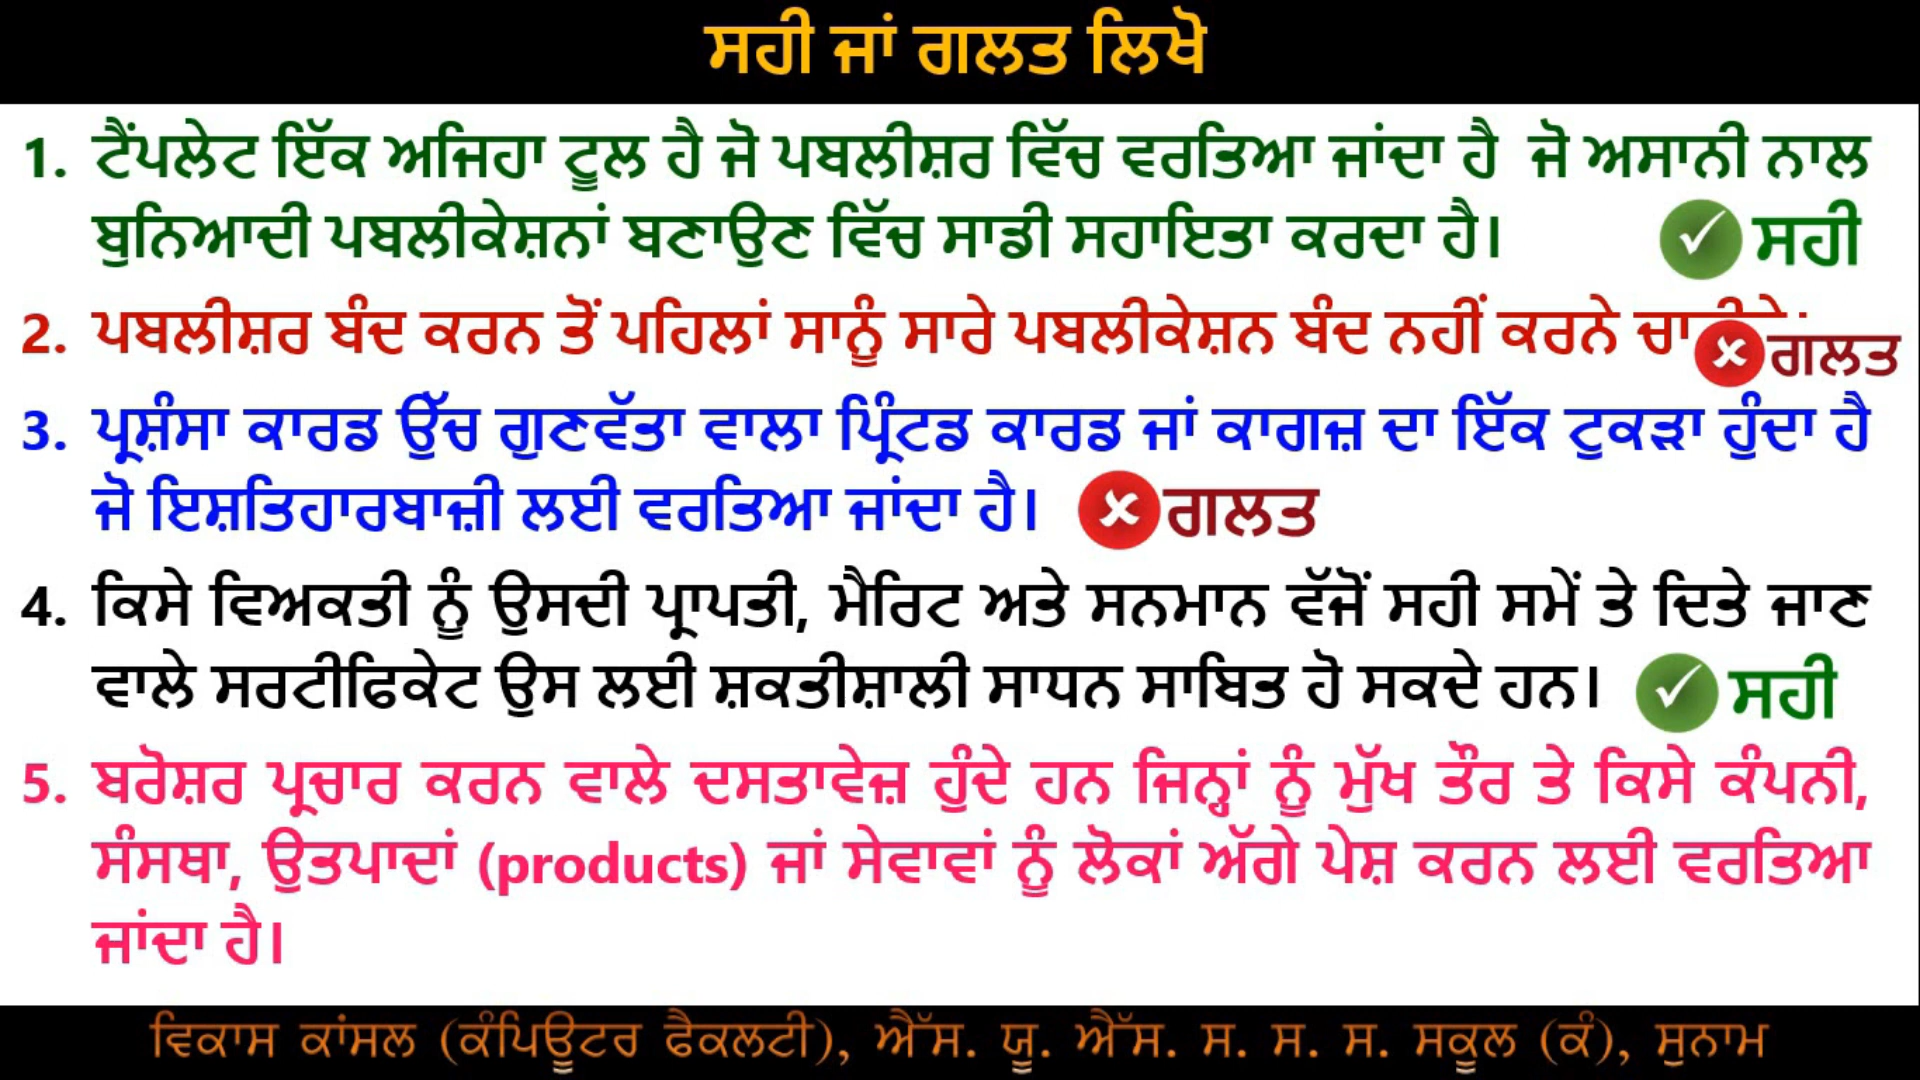 ਸਹੀ ਜਾਂ ਗਲਤ ਲਿਖੋ
1. ਟੈਂਪਲੇਟ ਇੱਕ ਅਜਿਹਾ ਟੂਲ ਹੈ ਜੋ ਪਬਲੀਸ਼ਰ ਵਿੱਚ ਵਰਤਿਆ ਜਾਂਦਾ ਹੈ ਜੋ ਅਸਾਨੀ ਨਾਲ
ਬੁਨਿਆਦੀ ਪਬਲੀਕੇਸ਼ਨਾਂ ਬਣਾਉਣ ਵਿੱਚ ਸਾਡੀ ਸਹਾਇਤਾ ਕਰਦਾ ਹੈ। ਸਹੀ
2. ਪਬਲੀਸ਼ਰ ਬੰਦ ਕਰਨ ਤੋਂ ਪਹਿਲਾਂ ਸਾਨੂੰ ਸਾਰੇ ਪਬਲੀਕੇਸ਼ਨ ਬੰਦ ਨਹੀਂ ਕਰਨੇ ਗਲਤ
3. ਪ੍ਰਸ਼ੰਸਾ ਕਾਰਡ ਉੱਚ ਗੁਣਵੱਤਾ ਵਾਲਾ ਪ੍ਰਿੰਟਡ ਕਾਰਡ ਜਾਂ ਕਾਗਜ਼ ਦਾ ਇੱਕ ਟੁਕੜਾ ਹੁੰਦਾ ਹੈ
ਜੋ ਇਸ਼ਤਿਹਾਰਬਾਜ਼ੀ ਲਈ ਵਰਤਿਆ ਜਾਂਦਾ ਹੈ। ਗਲਤ
4. ਕਿਸੇ ਵਿਅਕਤੀ ਨੂੰ ਉਸਦੀ ਪ੍ਰਾਪਤੀ, ਮੈਰਿਟ ਅਤੇ ਸਨਮਾਨ ਵੱਜੋਂ ਸਹੀ ਸਮੇਂ ਤੇ ਦਿਤੇ ਜਾਣ
ਵਾਲੇ ਸਰਟੀਫਿਕੇਟ ਉਸ ਲਈ ਸ਼ਕਤੀਸ਼ਾਲੀ ਸਾਧਨ ਸਾਬਿਤ ਹੋ ਸਕਦੇ ਹਨ। ਸਹੀ
5. ਬਰੋਸ਼ਰ ਪ੍ਰਚਾਰ ਕਰਨ ਵਾਲੇ ਦਸਤਾਵੇਜ਼ ਹੁੰਦੇ ਹਨ ਜਿਨ੍ਹਾਂ ਨੂੰ ਮੁੱਖ ਤੌਰ ਤੇ ਕਿਸੇ ਕੰਪਨੀ,
ਸੰਸਥਾ, ਉਤਪਾਦਾਂ (products) ਜਾਂ ਸੇਵਾਵਾਂ ਨੂੰ ਲੋਕਾਂ ਅੱਗੇ ਪੇਸ਼ ਕਰਨ ਲਈ ਵਰਤਿਆ
ਜਾਂਦਾ ਹੈ।
ਵਿਕਾਸ ਕਾਂਸਲ (ਕੰਪਿਊਟਰ ਫੈਕਲਟੀ), ਐੱਸ. ਯੂ. ਐੱਸ. ਸ. ਸ. ਸ. ਸਕੂਲ (ਕੰ), ਸੁਨਾਮ